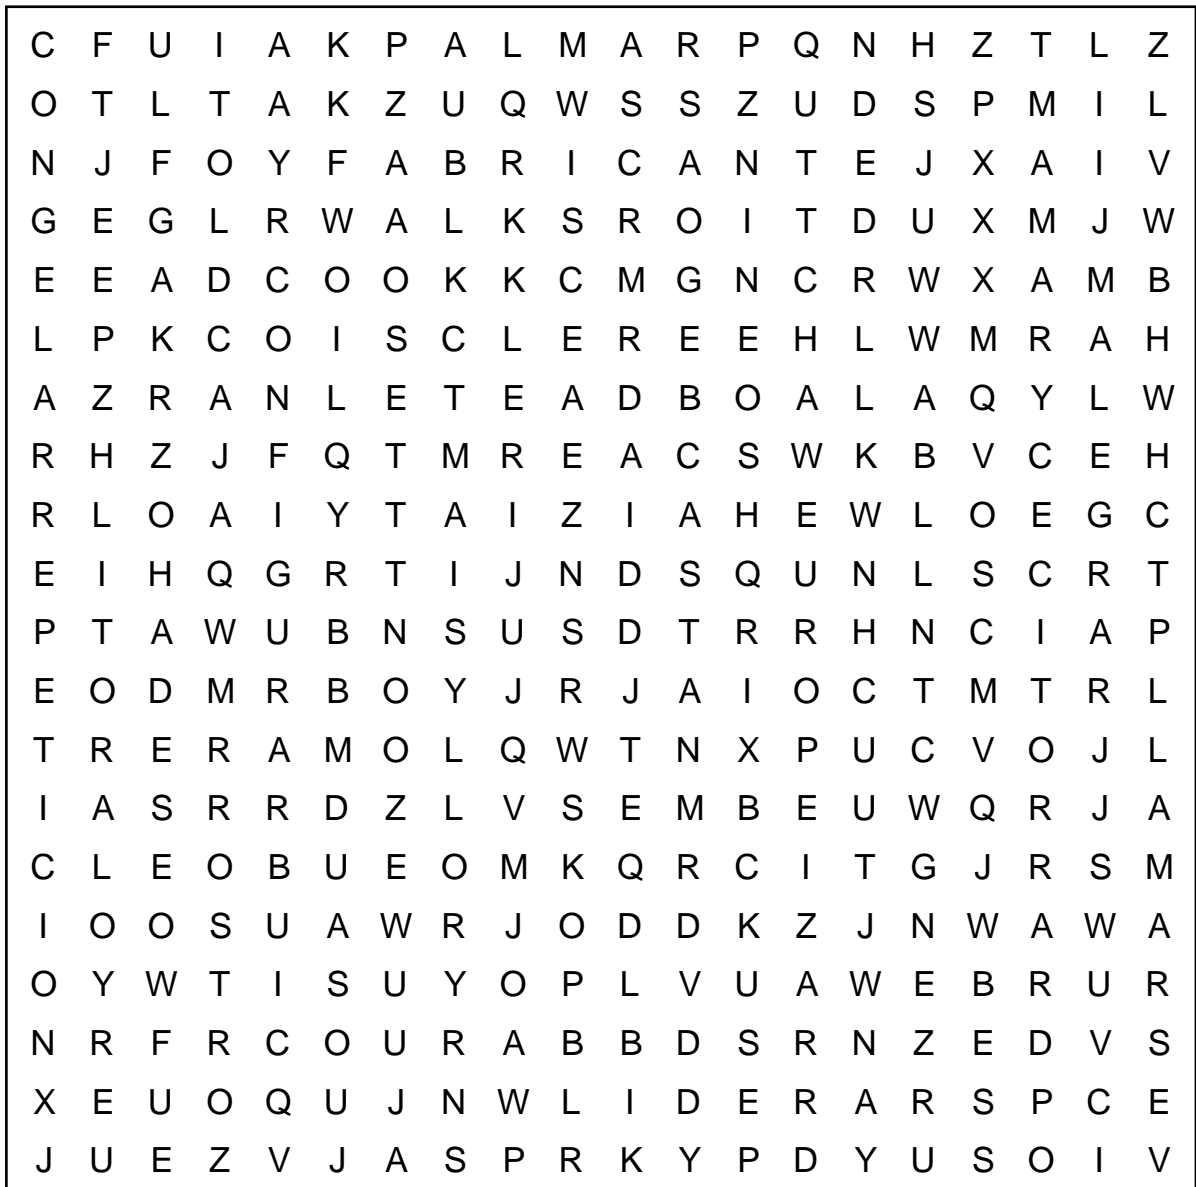 C F U I A K P A L M A R P Q N H Z T L Z
O T L T A K Z U Q W S S Z U D S P M I L
N J F O Y F A B R I C A N T E J X A I V
G E G L R W A L K S R O I T D U X M J W
E E A D C O O K K C M G N C R W X A M B
L P K C O I S C L E R E E H L W M R A H
A Z R A N L E T E A D B O A L A Q Y L W
R H Z J F Q T M R E A C S W K B V C E H
R L O A I Y T A I Z I A H E W L O E G C
E I H Q G R T I J N D S Q U N L S C R T
P T A W U B N S U S D T R R H N C I A P
E O D M R B O Y J R J A I O C T M T R L
T R E R A M O L Q W T N X P U C V O J L
I A S R R D Z L V S E M B E U W Q R J A
C L E O B U E O M K Q R C I T G J R S M
I O O S U A W R J O D D K Z J N W A W A
O Y W T I S U Y O P L V U A W E B R U R
N R F R C O U R A B B D S R N Z E D V S
X E U O Q U J N W L I D E R A R S P C E
J U E Z V J A S P R K Y P D Y U S O I V